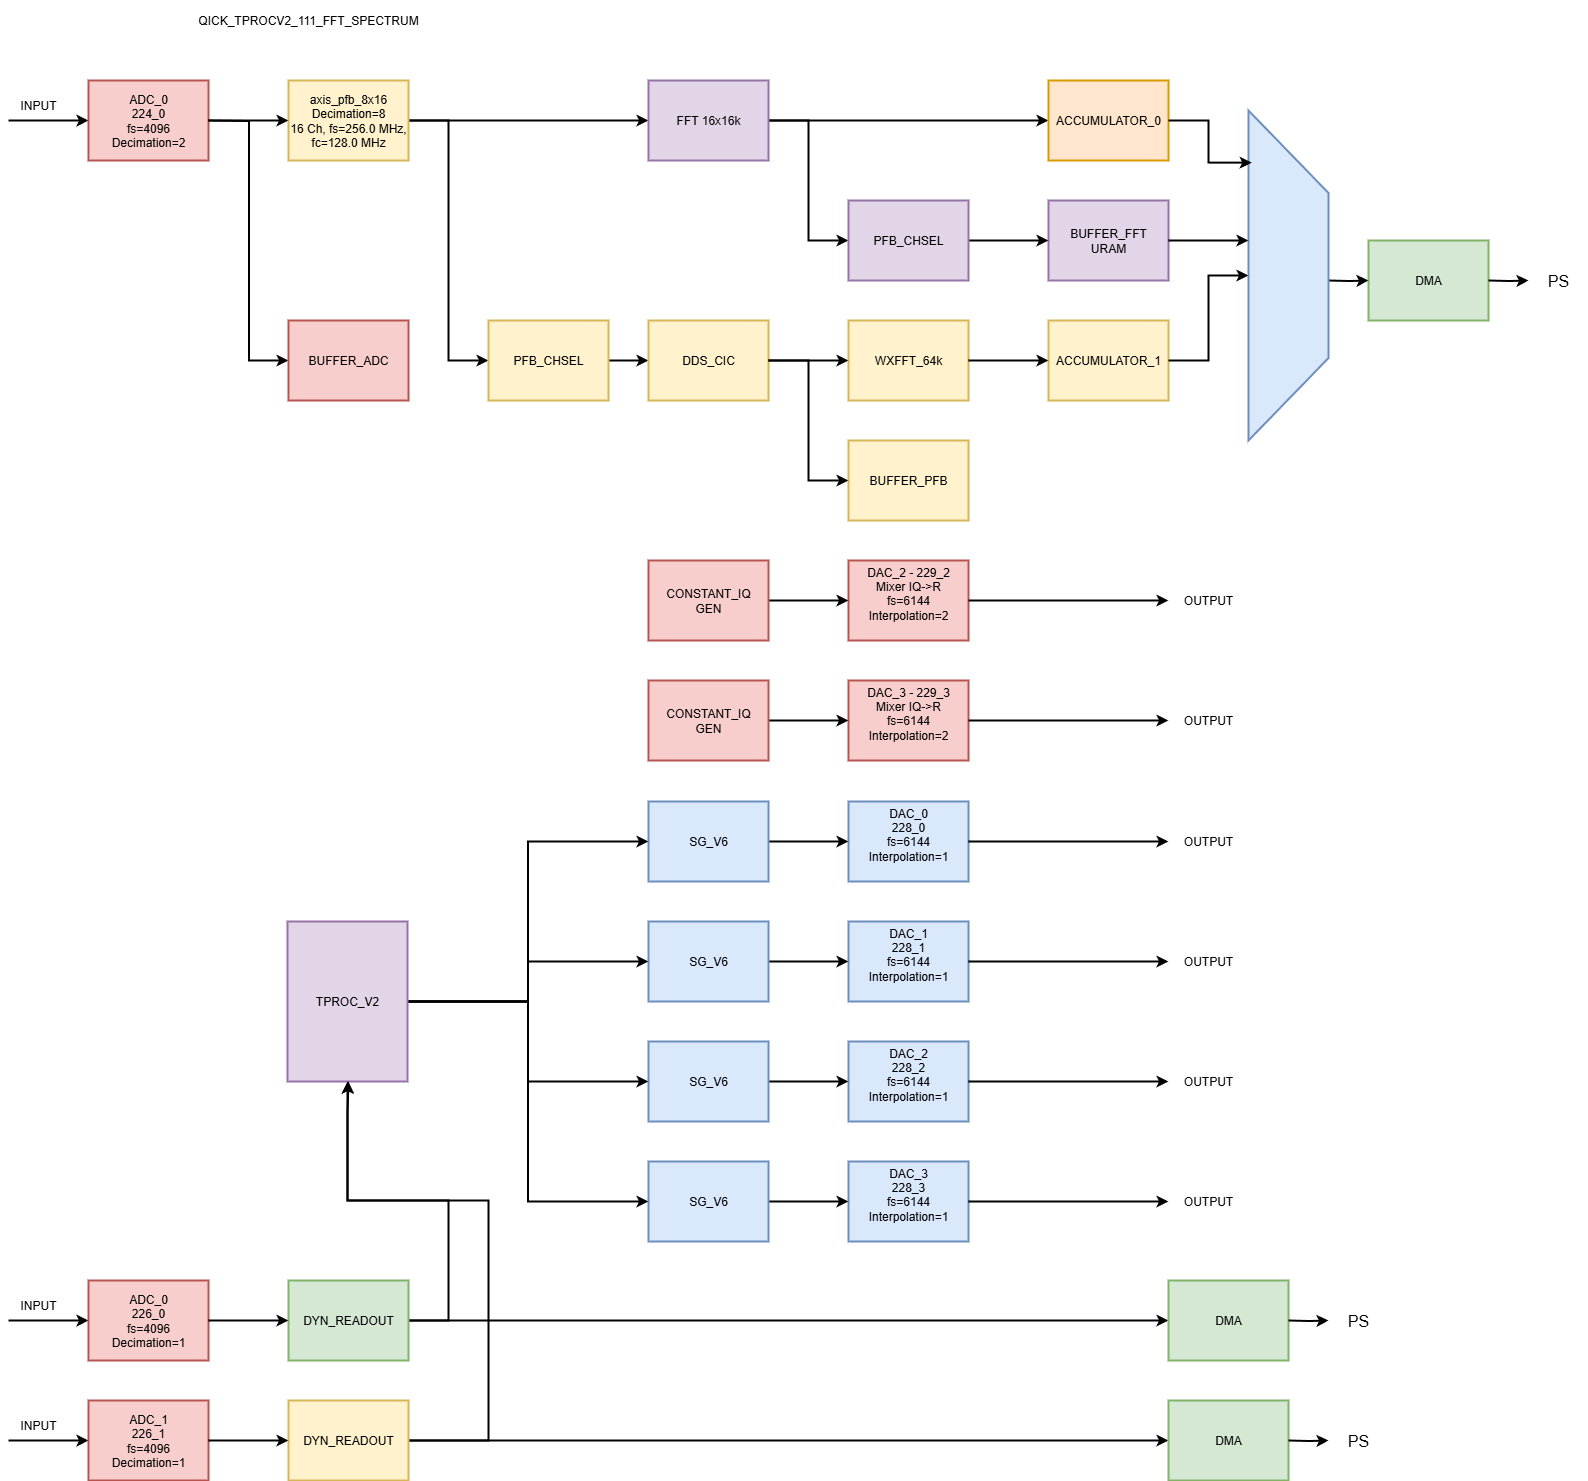 QICK_TPROCV2_111_FFT_SPECTRUM
INPUT
ADC_0
224_0
fs=4096
Decimation=2
axis_pfb_8x16
Decimation=8
16 Ch, fs=256.0 MHz,
fc=128.0 MHz
FFT 16x16k
ACCUMULATOR_0
PFB_CHSEL
BUFFER_FFT
URAM
DMA
PS
BUFFER_ADC
PFB_CHSEL
DDS_CIC
WXFFT_64k
ACCUMULATOR_1
BUFFER_PFB
CONSTANT_IQ
GEN
DAC_2 - 229_2
Mixer IQ->R
fs=6144
Interpolation=2
OUTPUT
CONSTANT_IQ
GEN
DAC_3 - 229_3
Mixer IQ->R
fs=6144
Interpolation=2
OUTPUT
SG_V6
DAC_0
228_0
fs=6144
Interpolation=1
OUTPUT
TPROC_V2
SG_V6
DAC_1
228_1
fs=6144
Interpolation=1
OUTPUT
SG_V6
DAC_2
228_2
fs=6144
Interpolation=1
OUTPUT
SG_V6
DAC_3
228_3
fs=6144
Interpolation=1
OUTPUT
INPUT
ADC_0
226_0
fs=4096
Decimation=1
DYN_READOUT
DMA
PS
INPUT
ADC_1
226_1
fs=4096
Decimation=1
DYN_READOUT
DMA
PS